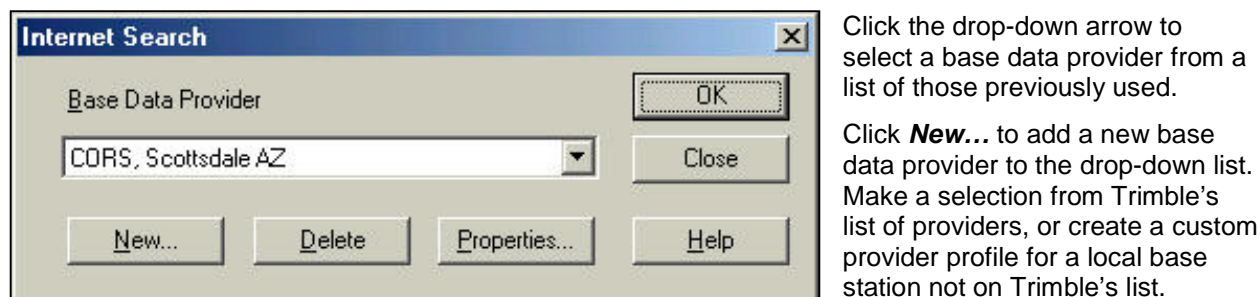 Internet Search
Base Data Provider
OK
CORS, Scottsdale AZ
Close
New...
Delete
Properties...
Help
Click the drop-down arrow to
select a base data provider from a
list of those previously used.
Click New... to add a new base
data provider to the drop-down list.
Make a selection from Trimble's
list of providers, or create a custom
provider profile for a local base
station not on Trimble's list.